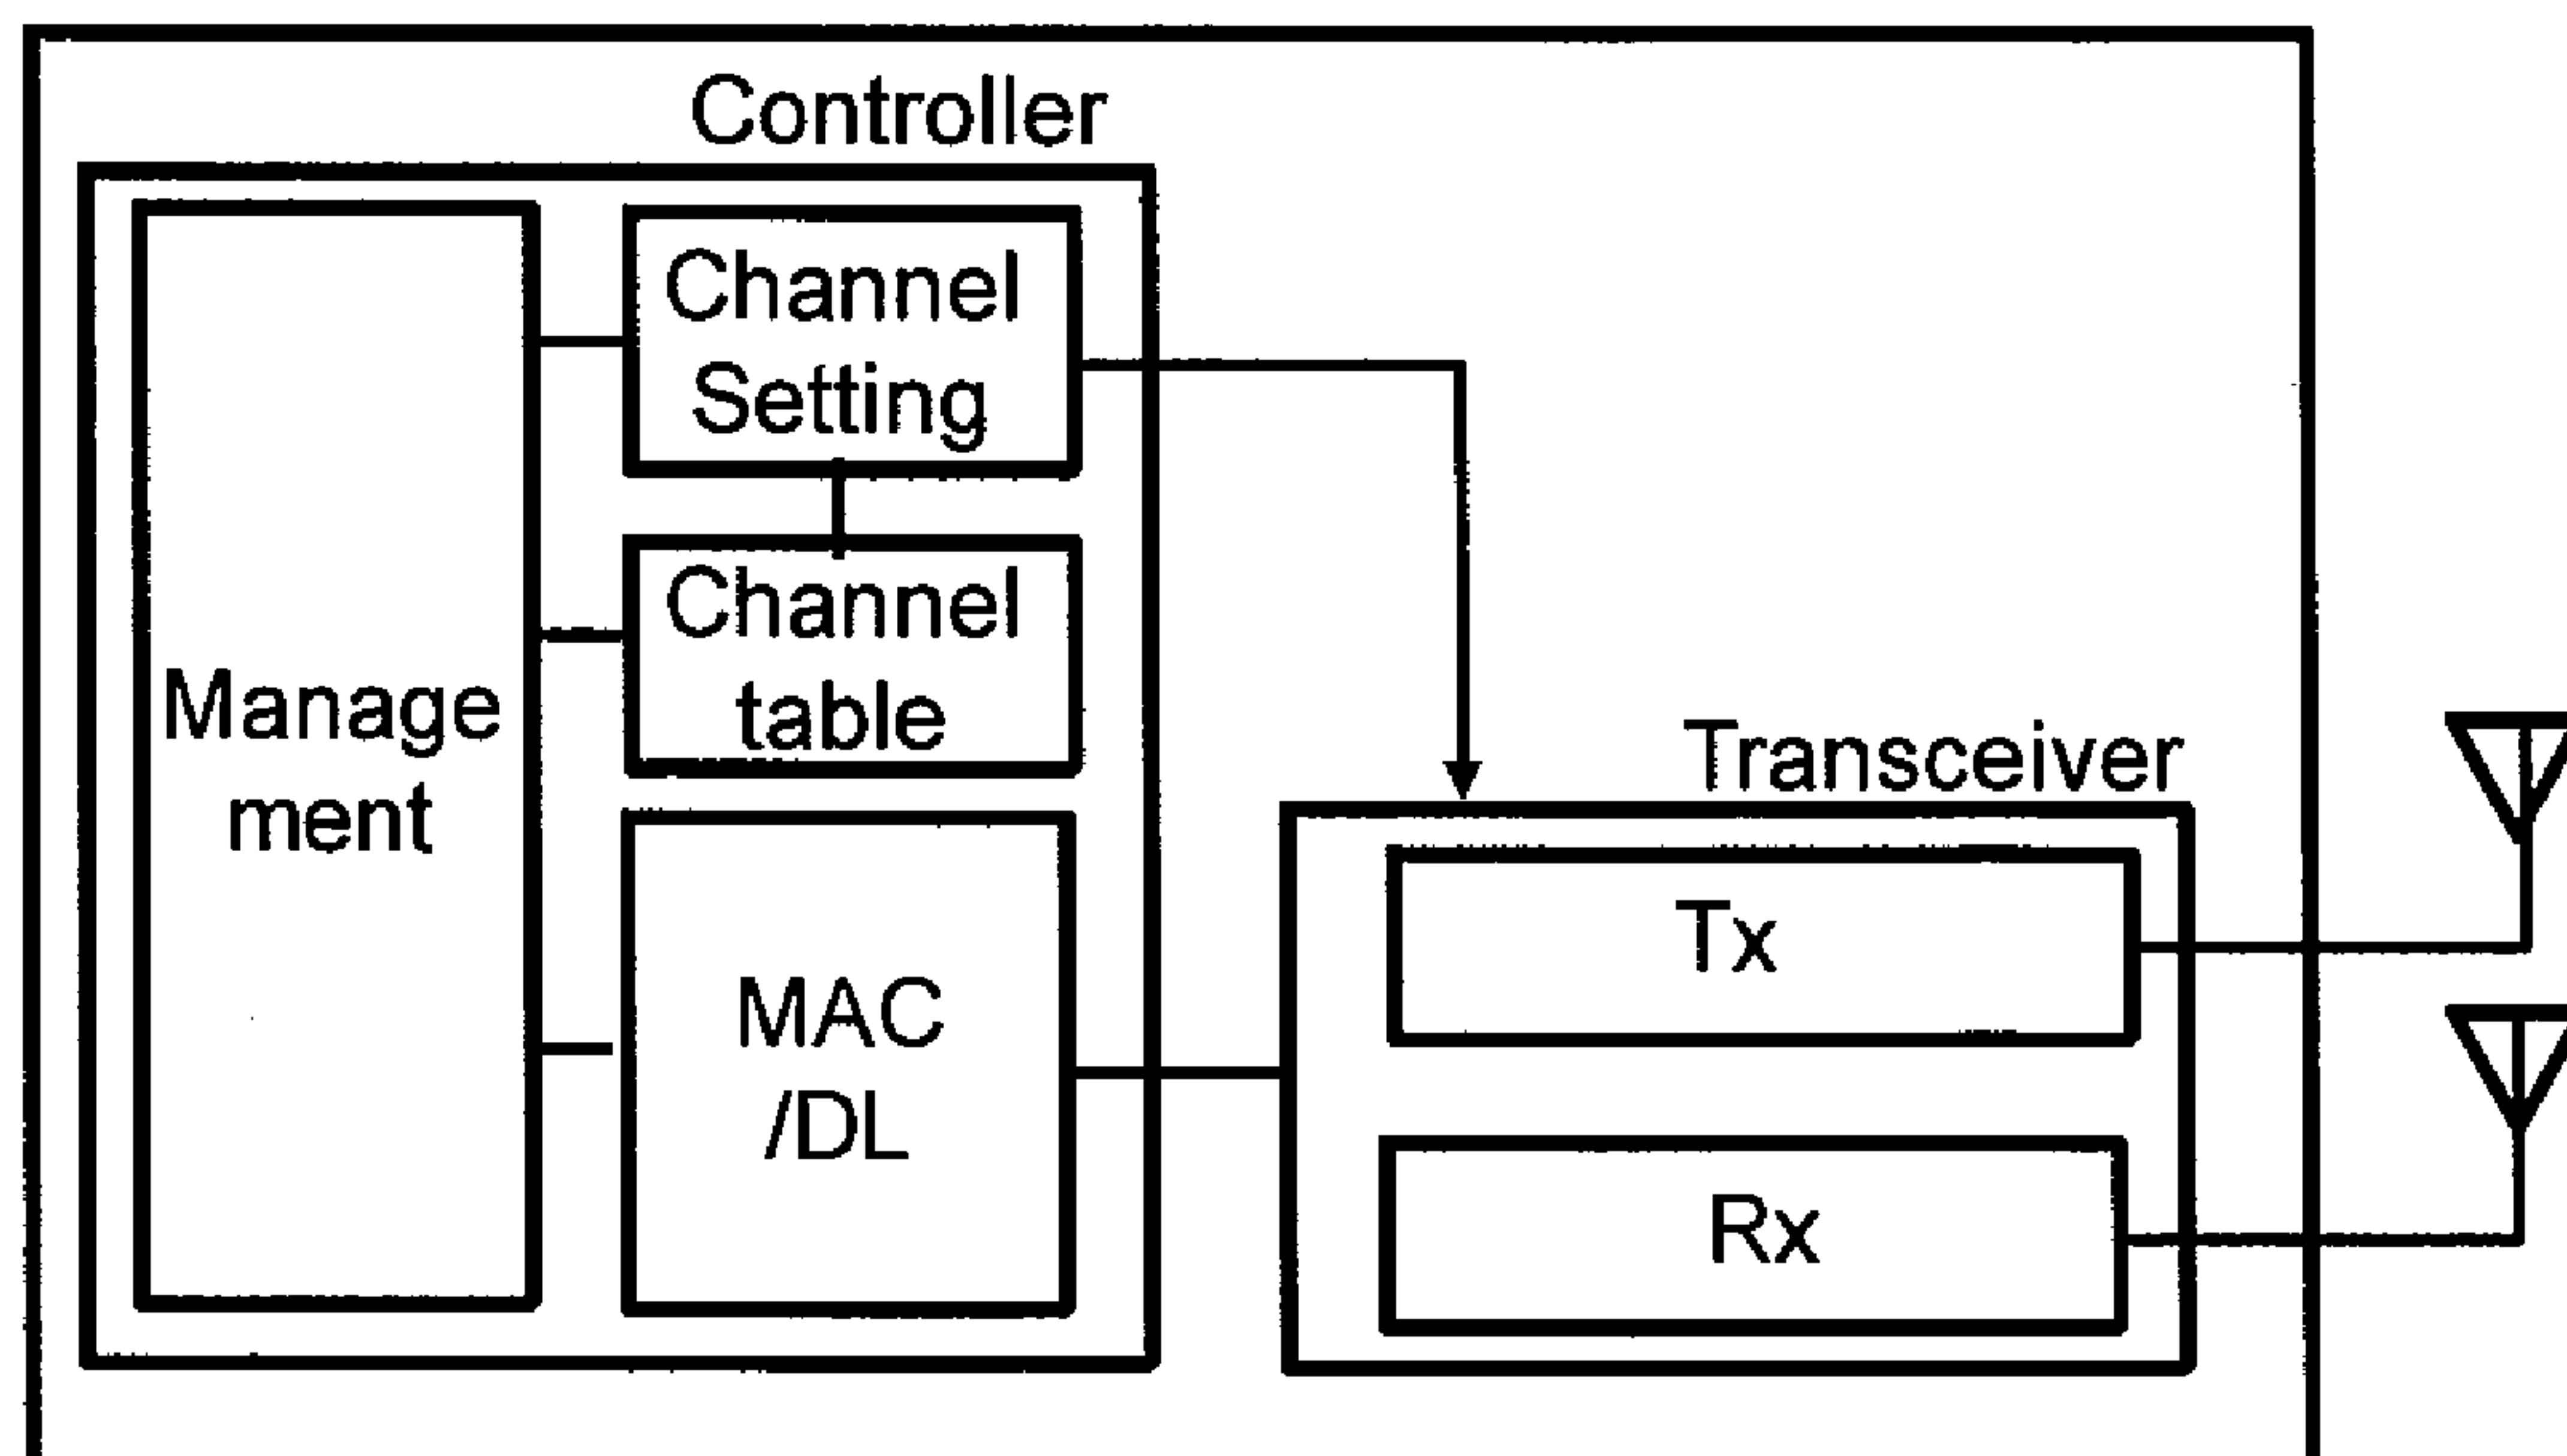 Controller
Manage
ment
Channel
Setting
Channel
table
MAC
/DL
Transceiver
Tx
Rx